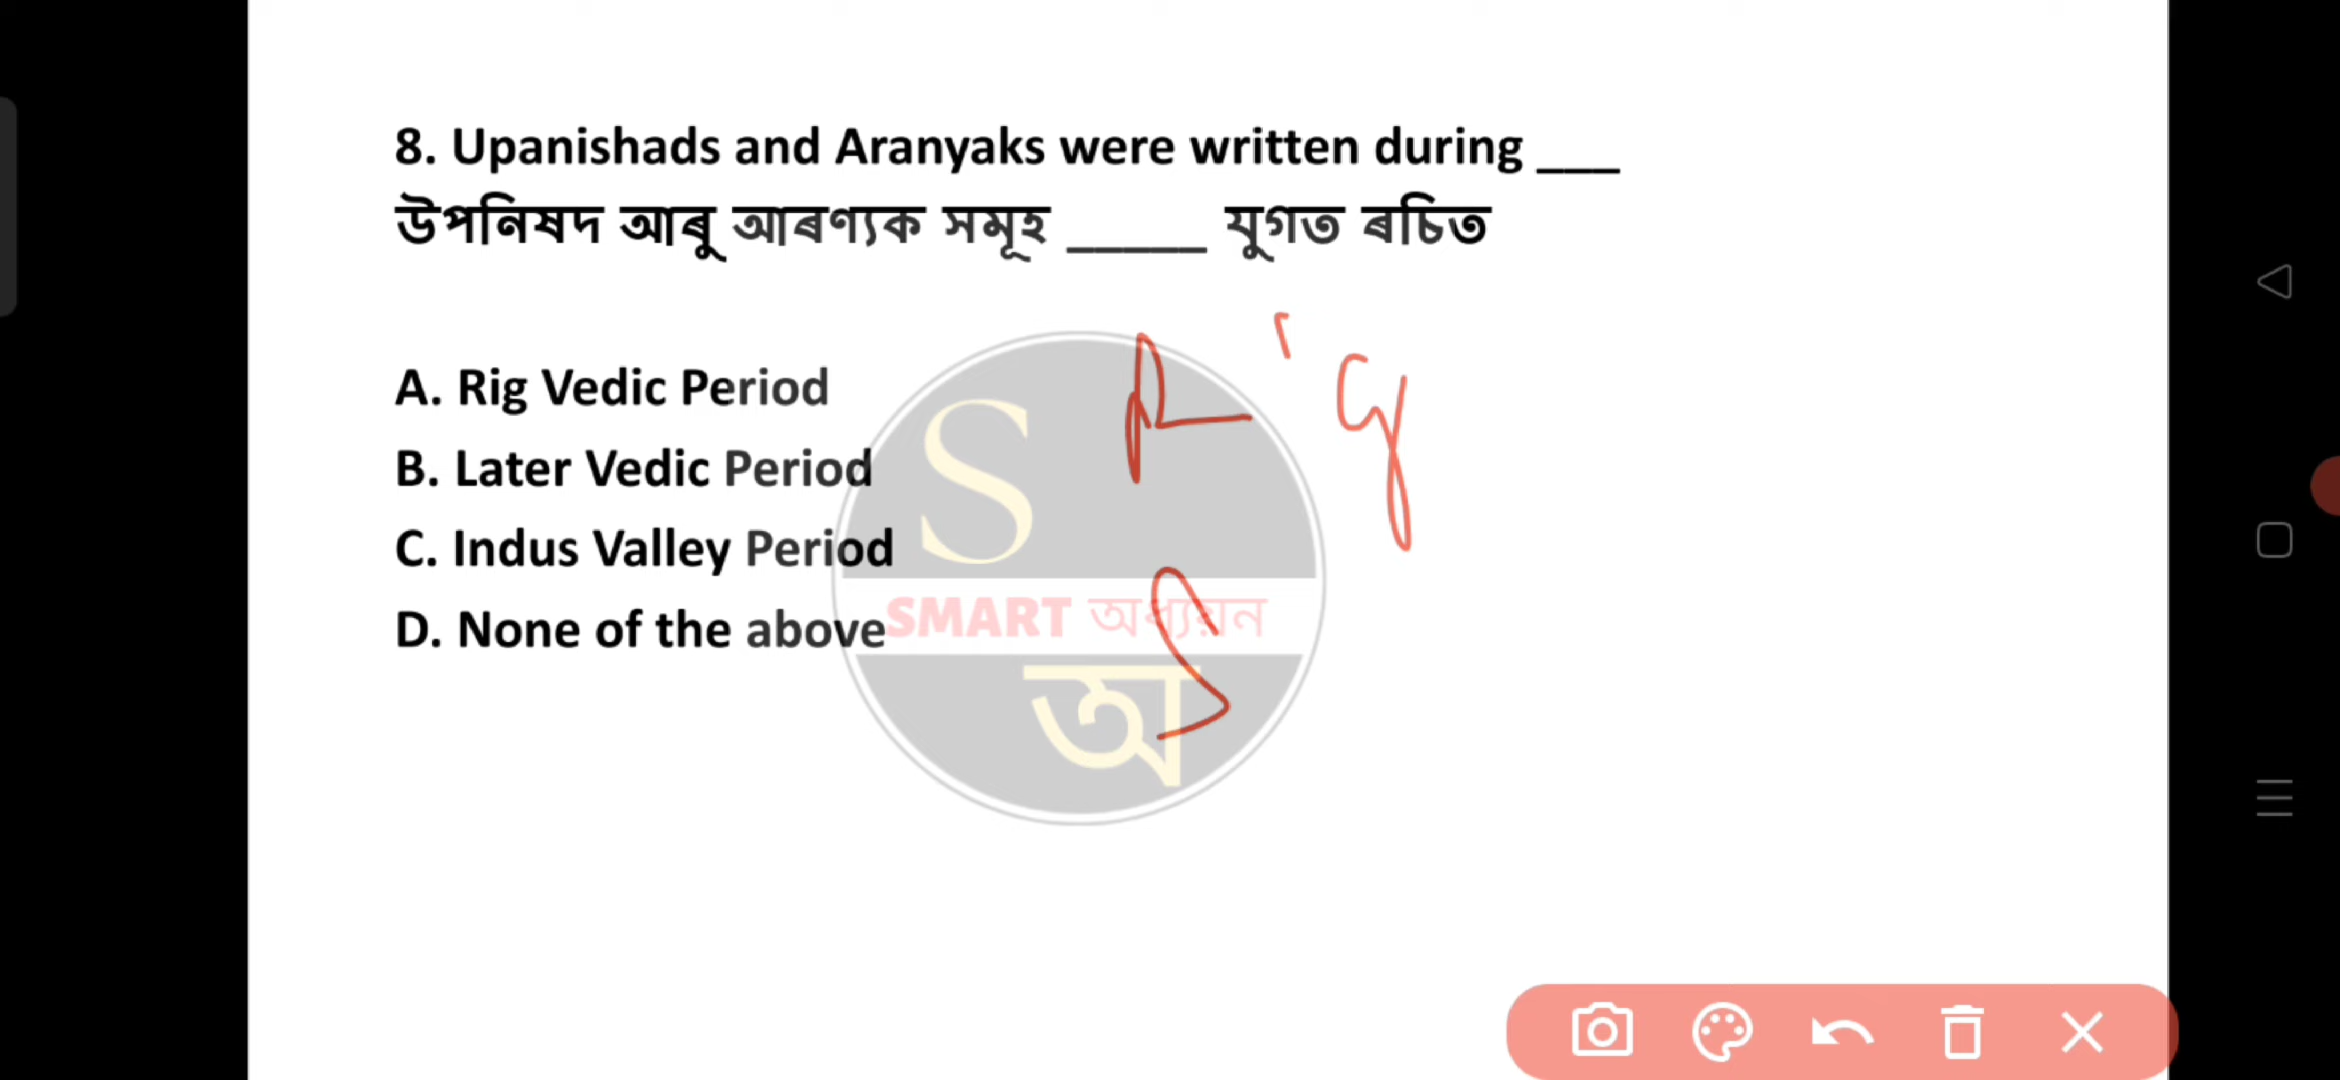 8. Upanishads and Aranyaks were written during ___
উপনিষদ আৰু আৰণ্যক সমূহ _____ যুগত ৰচিত
A. Rig Vedic Period
B. Later Vedic Period
C. Indus Valley Period
D. None of the above
Rig
S
SMART অধ্যয়ন
অ
S